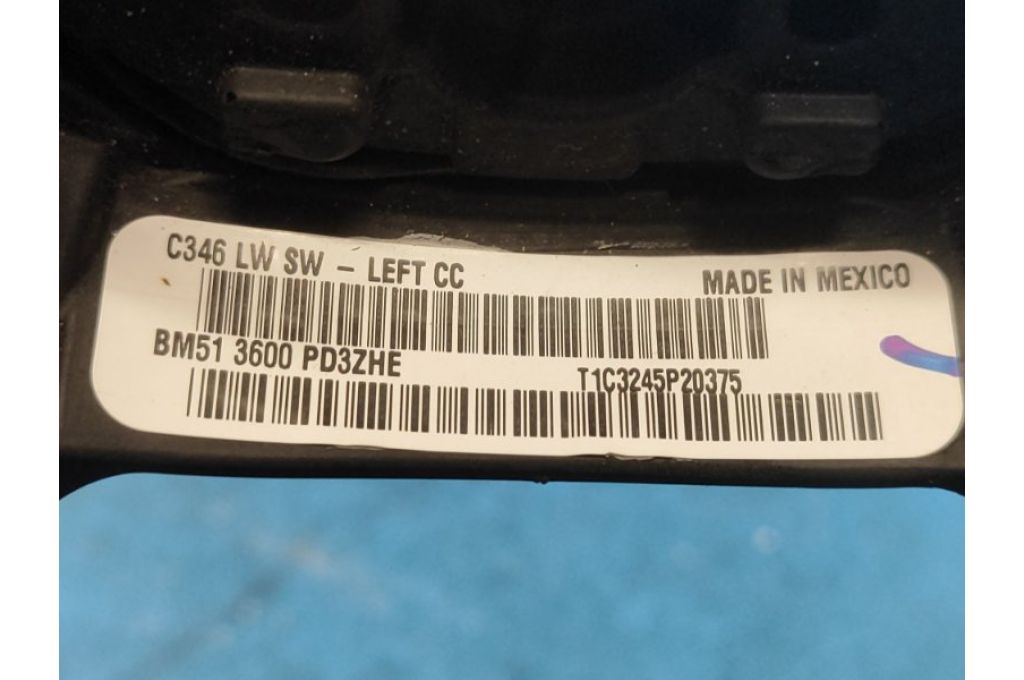 C346 LW SW - LEFT CC MADE IN MEXICO
BM51 3600 PD3ZHE T1C3245P20375